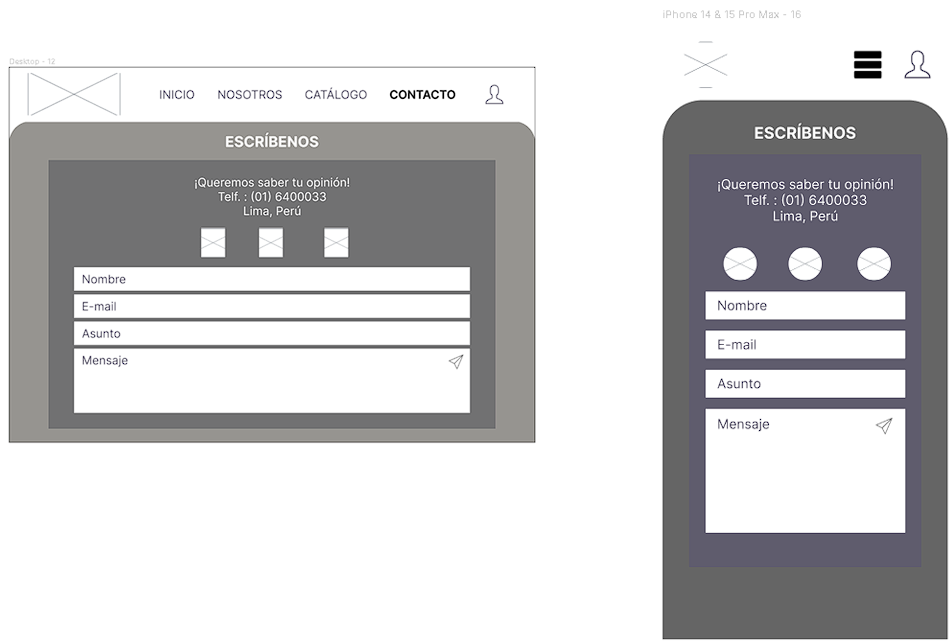 Desktop - 12
INICIO NOSOTROS CATÁLOGO CONTACTO
ESCRÍBENOS
¡Queremos saber tu opinión!
Telf. : (01) 6400033
Lima, Perú
Nombre
E-mail
Asunto
Mensaje
iPhone 14 & 15 Pro Max - 16
ESCRÍBENOS
¡Queremos saber tu opinión!
Telf. : (01) 6400033
Lima, Perú
Nombre
E-mail
Asunto
Mensaje